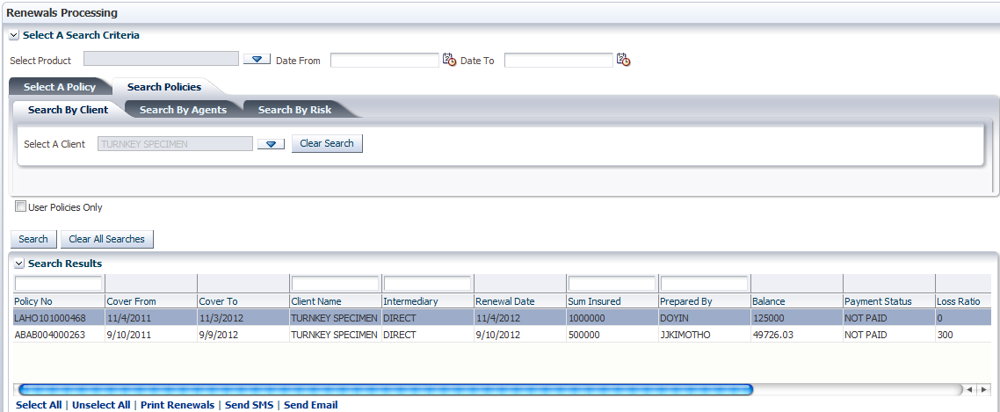 Renewals Processing
Select A Search Criteria
Select Product Date From Date To
Select A Policy Search Policies
Search By Client Search By Agents Search By Risk
Select A Client TURNKEY SPECIMEN Clear Search
User Policies Only
Search Clear All Searches
Search Results
Policy No Cover From Cover To Client Name Intermediary Renewal Date Sum Insured Prepared By Balance Payment Status Loss Ratio
LAHO101000468 11/4/2011 11/3/2012 TURNKEY SPECIMEN DIRECT 11/4/2012 1000000 DOYIN 125000 NOT PAID 0
ABAB004000263 9/10/2011 9/9/2012 TURNKEY SPECIMEN DIRECT 9/10/2012 500000 JJKIMOTHO 49726.03 NOT PAID 300
Select All | Unselect All | Print Renewals | Send SMS | Send Email